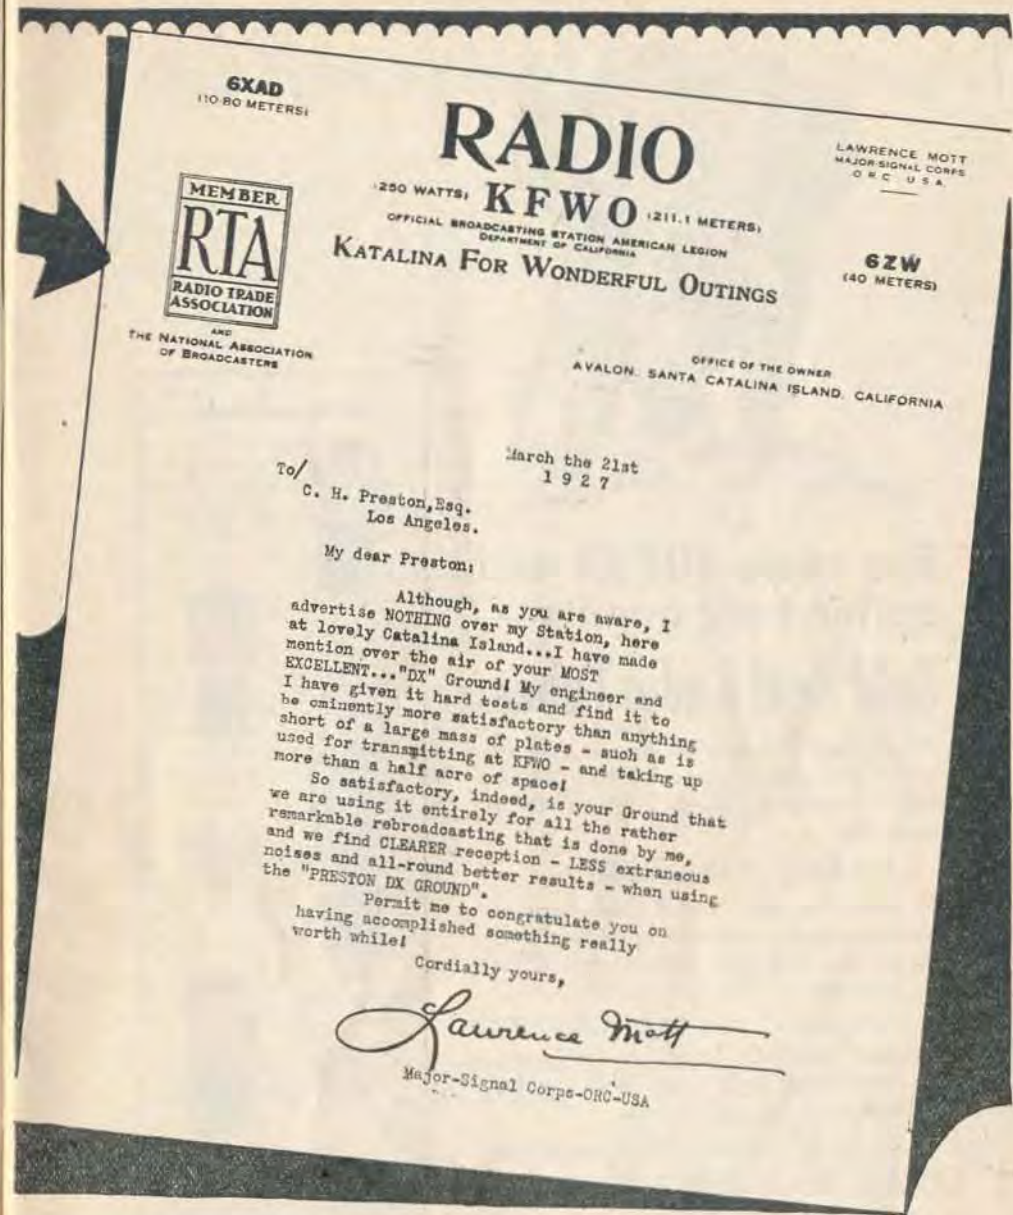 6XAD
(10-80 METERS)
RADIO
(250 WATTS) KFWO (211.1 METERS)
OFFICIAL BROADCASTING STATION AMERICAN LEGION
DEPARTMENT OF CALIFORNIA
KATALINA FOR WONDERFUL OUTINGS
LAWRENCE MOTT
MAJOR-SIGNAL CORPS
O R C U S A
6ZW
(40 METERS)
MEMBER
RTA
RADIO TRADE
ASSOCIATION
AND
THE NATIONAL ASSOCIATION
OF BROADCASTERS
OFFICE OF THE OWNER
AVALON, SANTA CATALINA ISLAND, CALIFORNIA
March the 21st
1 9 2 7
To/
C. H. Preston,Esq.
Los Angeles.
My dear Preston:
Although, as you are aware, I
advertise NOTHING over my Station, here
at lovely Catalina Island...I have made
mention over the air of your MOST
EXCELLENT..."DX" Ground! My engineer and
I have given it hard tests and find it to
be eminently more satisfactory than anything
short of a large mass of plates - such as is
used for transmitting at KFWO - and taking up
more than a half acre of space!
So satisfactory, indeed, is your Ground that
we are using it entirely for all the rather
remarkable rebroadcasting that is done by me,
and we find CLEARER reception - LESS extraneous
noises and all-round better results - when using
the "PRESTON DX GROUND".
Permit me to congratulate you on
having accomplished something really
worth while!
Cordially yours,
Lawrence Mott
Major-Signal Corps-ORC-USA